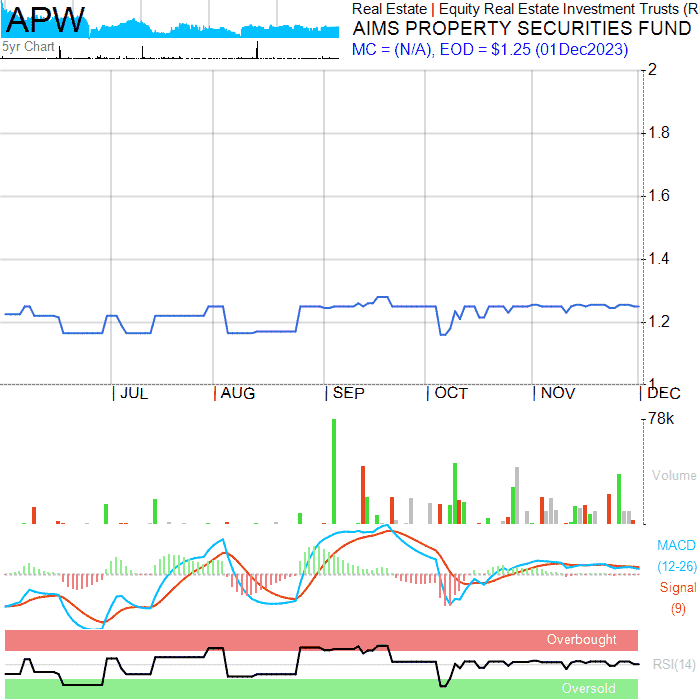 APW
5yr Chart
Real Estate | Equity Real Estate Investment Trusts (R
AIMS PROPERTY SECURITIES FUND
MC = (N/A), EOD = $1.25 (01Dec2023)
2
1.8
1.6
1.4
1.2
1
JUL AUG SEP OCT NOV DEC
78k
Volume
MACD
(12-26)
Signal
(9)
Overbought
RSI(14)
Oversold